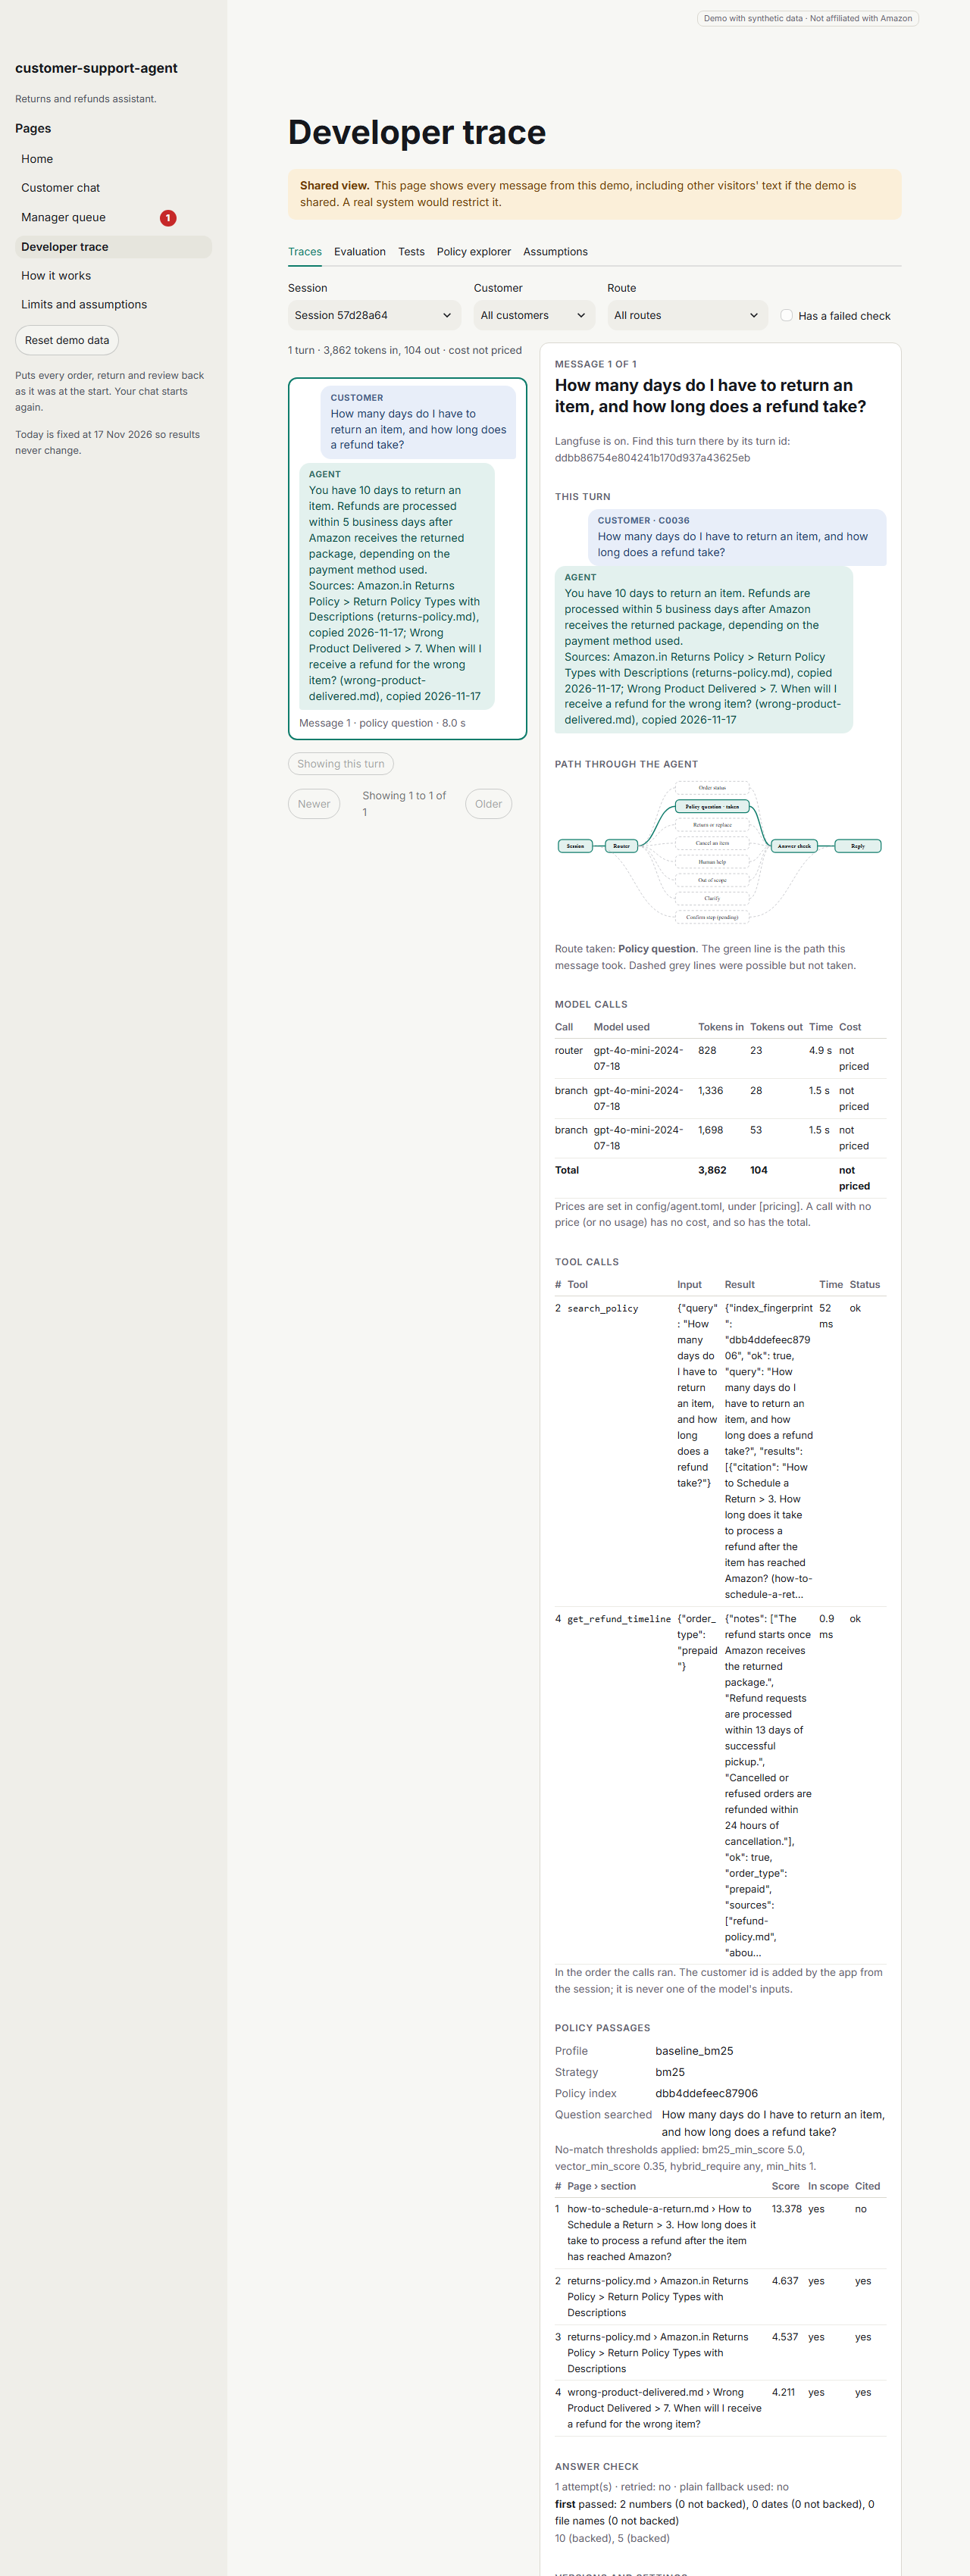 Demo with synthetic data · Not affiliated with Amazon
customer-support-agent
Returns and refunds assistant.
Pages
Home
Customer chat
Manager queue 1
Developer trace
How it works
Limits and assumptions
Reset demo data
Puts every order, return and review back
as it was at the start. Your chat starts
again.
Today is fixed at 17 Nov 2026 so results
never change.
Developer trace
Shared view. This page shows every message from this demo, including other visitors' text if the demo is
shared. A real system would restrict it.
Traces Evaluation Tests Policy explorer Assumptions
Session Customer Route
Session 57d28a64 All customers All routes Has a failed check
1 turn · 3,862 tokens in, 104 out · cost not priced
CUSTOMER
How many days do I have to
return an item, and how long does
a refund take?
AGENT
You have 10 days to return an
item. Refunds are processed
within 5 business days after
Amazon receives the returned
package, depending on the
payment method used.
Sources: Amazon.in Returns
Policy > Return Policy Types with
Descriptions (returns-policy.md),
copied 2026-11-17; Wrong
Product Delivered > 7. When will I
receive a refund for the wrong
item? (wrong-product-
delivered.md), copied 2026-11-17
Message 1 · policy question · 8.0 s
Showing this turn
Newer Showing 1 to 1 of
1 Older
MESSAGE 1 OF 1
How many days do I have to return an
item, and how long does a refund take?
Langfuse is on. Find this turn there by its turn id:
ddbb86754e804241b170d937a43625eb
THIS TURN
CUSTOMER · C0036
How many days do I have to return an item, and how
long does a refund take?
AGENT
You have 10 days to return an item. Refunds are
processed within 5 business days after Amazon
receives the returned package, depending on the
payment method used.
Sources: Amazon.in Returns Policy > Return Policy
Types with Descriptions (returns-policy.md), copied
2026-11-17; Wrong Product Delivered > 7. When will I
receive a refund for the wrong item? (wrong-product-
delivered.md), copied 2026-11-17
PATH THROUGH THE AGENT
Order status
Policy question · taken
Return or replace
Session Router Cancel an item Answer check Reply
Human help
Out of scope
Clarify
Confirm step (pending)
Route taken: Policy question. The green line is the path this
message took. Dashed grey lines were possible but not taken.
MODEL CALLS
Call Model used Tokens in Tokens out Time Cost
router gpt-4o-mini-2024- 828 23 4.9 s not
07-18 priced
branch gpt-4o-mini-2024- 1,336 28 1.5 s not
07-18 priced
branch gpt-4o-mini-2024- 1,698 53 1.5 s not
07-18 priced
Total 3,862 104 not
priced
Prices are set in config/agent.toml, under [pricing]. A call with no
price (or no usage) has no cost, and so has the total.
TOOL CALLS
# Tool Input Result Time Status
2 search_policy {"query" {"index_fingerprint 52 ok
: "How ": ms
many "dbb4ddefeec879
days do 06", "ok": true,
I have to "query": "How
return many days do I
an item, have to return an
and how item, and how
long long does a refund
does a take?", "results":
refund [{"citation": "How
take?"} to Schedule a
Return > 3. How
long does it take
to process a
refund after the
item has reached
Amazon? (how-to-
schedule-a-ret...
4 get_refund_timeline {"order_ {"notes": ["The 0.9 ok
type": refund starts once ms
"prepaid Amazon receives
"} the returned
package.",
"Refund requests
are processed
within 13 days of
successful
pickup.",
"Cancelled or
refused orders are
refunded within
24 hours of
cancellation."],
"ok": true,
"order_type":
"prepaid",
"sources":
["refund-
policy.md",
"abou...
In the order the calls ran. The customer id is added by the app from
the session; it is never one of the model's inputs.
POLICY PASSAGES
Profile baseline_bm25
Strategy bm25
Policy index dbb4ddefeec87906
Question searched How many days do I have to return an item,
and how long does a refund take?
No-match thresholds applied: bm25_min_score 5.0,
vector_min_score 0.35, hybrid_require any, min_hits 1.
# Page › section Score In scope Cited
1 how-to-schedule-a-return.md › How to 13.378 yes no
Schedule a Return > 3. How long does it
take to process a refund after the item
has reached Amazon?
2 returns-policy.md › Amazon.in Returns 4.637 yes yes
Policy > Return Policy Types with
Descriptions
3 returns-policy.md › Amazon.in Returns 4.537 yes yes
Policy > Return Policy Types with
Descriptions
4 wrong-product-delivered.md › Wrong 4.211 yes yes
Product Delivered > 7. When will I receive
a refund for the wrong item?
ANSWER CHECK
1 attempt(s) · retried: no · plain fallback used: no
first passed: 2 numbers (0 not backed), 0 dates (0 not backed), 0
file names (0 not backed)
10 (backed), 5 (backed)